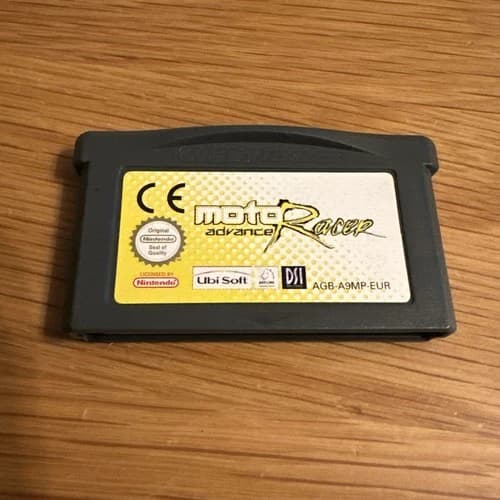 CE
moto Racer
advance
Original
Nintendo
Seal of
Quality
LICENSED BY
Nintendo
Ubi Soft
DSI
AGB-A9MP-EUR